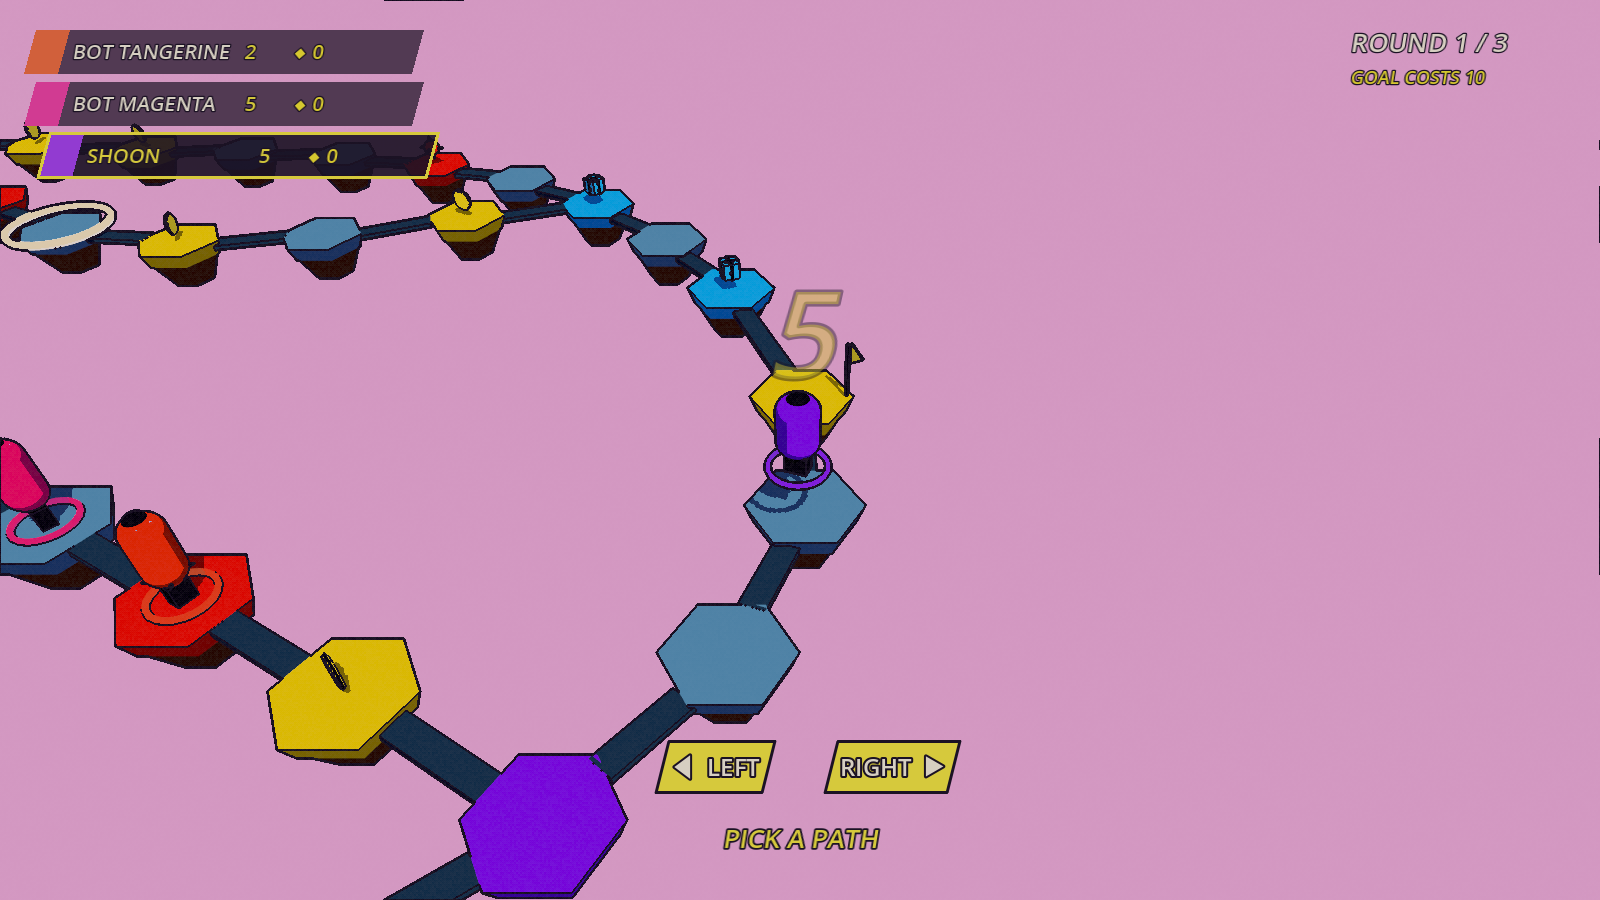 BOT TANGERINE 2 ◆ 0
BOT MAGENTA 5 ◆ 0
SHOON 5 ◆ 0
ROUND 1 / 3
GOAL COSTS 10
5
LEFT RIGHT
PICK A PATH